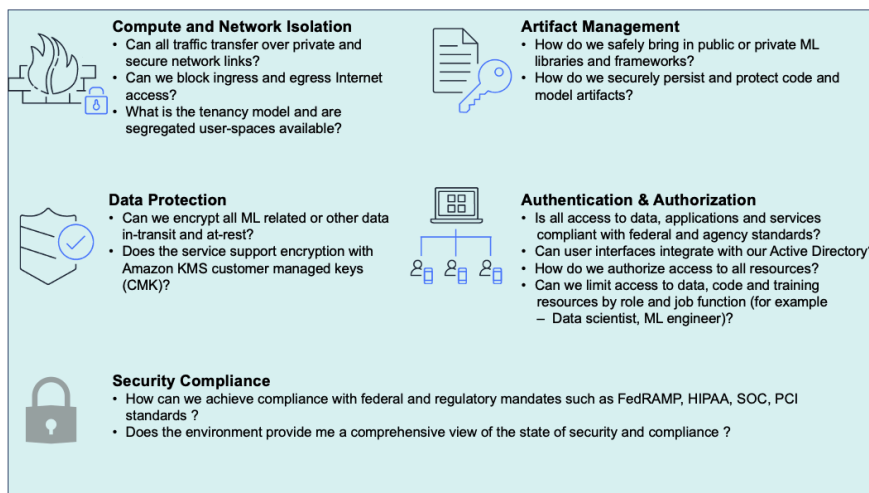 Compute and Network Isolation
• Can all traffic transfer over private and
secure network links?
• Can we block ingress and egress Internet
access?
• What is the tenancy model and are
segregated user-spaces available?
Artifact Management
• How do we safely bring in public or private ML
libraries and frameworks?
• How do we securely persist and protect code and
model artifacts?
Data Protection
• Can we encrypt all ML related or other data
in-transit and at-rest?
• Does the service support encryption with
Amazon KMS customer managed keys
(CMK)?
Authentication & Authorization
• Is all access to data, applications and services
compliant with federal and agency standards?
• Can user interfaces integrate with our Active Directory?
• How do we authorize access to all resources?
• Can we limit access to data, code and training
resources by role and job function (for example
– Data scientist, ML engineer)?
Security Compliance
• How can we achieve compliance with federal and regulatory mandates such as FedRAMP, HIPAA, SOC, PCI
standards ?
• Does the environment provide me a comprehensive view of the state of security and compliance ?